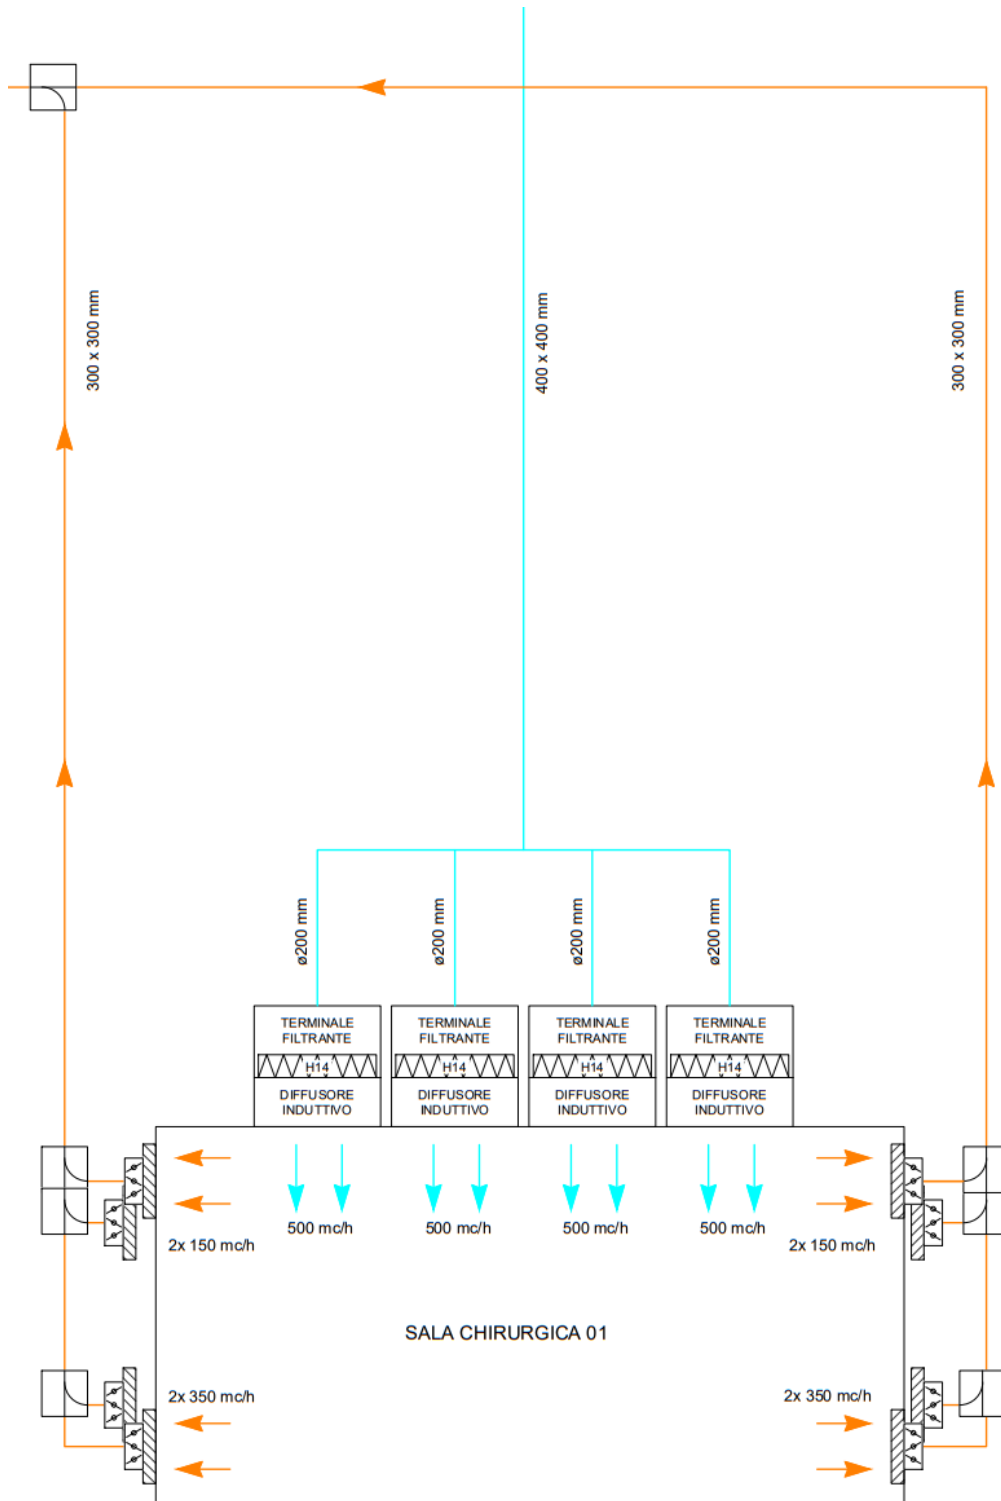 300 x 300 mm
400 x 400 mm
300 x 300 mm
ø200 mm
ø200 mm
ø200 mm
ø200 mm
TERMINALE
FILTRANTE
H14
DIFFUSORE
INDUTTIVO
TERMINALE
FILTRANTE
H14
DIFFUSORE
INDUTTIVO
TERMINALE
FILTRANTE
H14
DIFFUSORE
INDUTTIVO
TERMINALE
FILTRANTE
H14
DIFFUSORE
INDUTTIVO
500 mc/h
500 mc/h
500 mc/h
500 mc/h
2x 150 mc/h
2x 150 mc/h
SALA CHIRURGICA 01
2x 350 mc/h
2x 350 mc/h